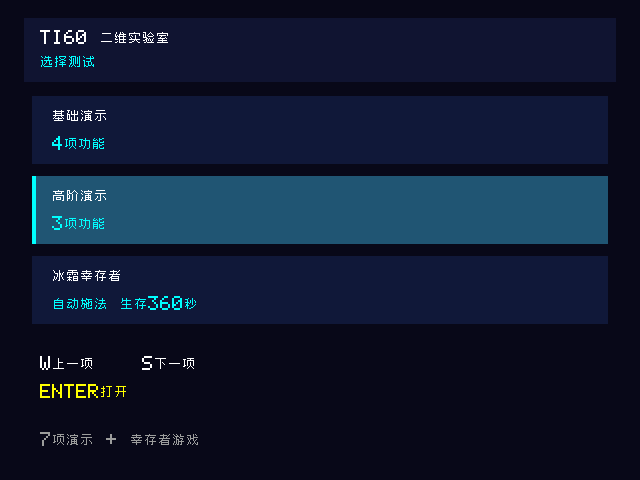 TI60 二维实验室
选择测试
基础演示
4项功能
高阶演示
3项功能
冰霜幸存者
自动施法 生存360秒
W上一项 S下一项
ENTER打开
7项演示 + 幸存者游戏